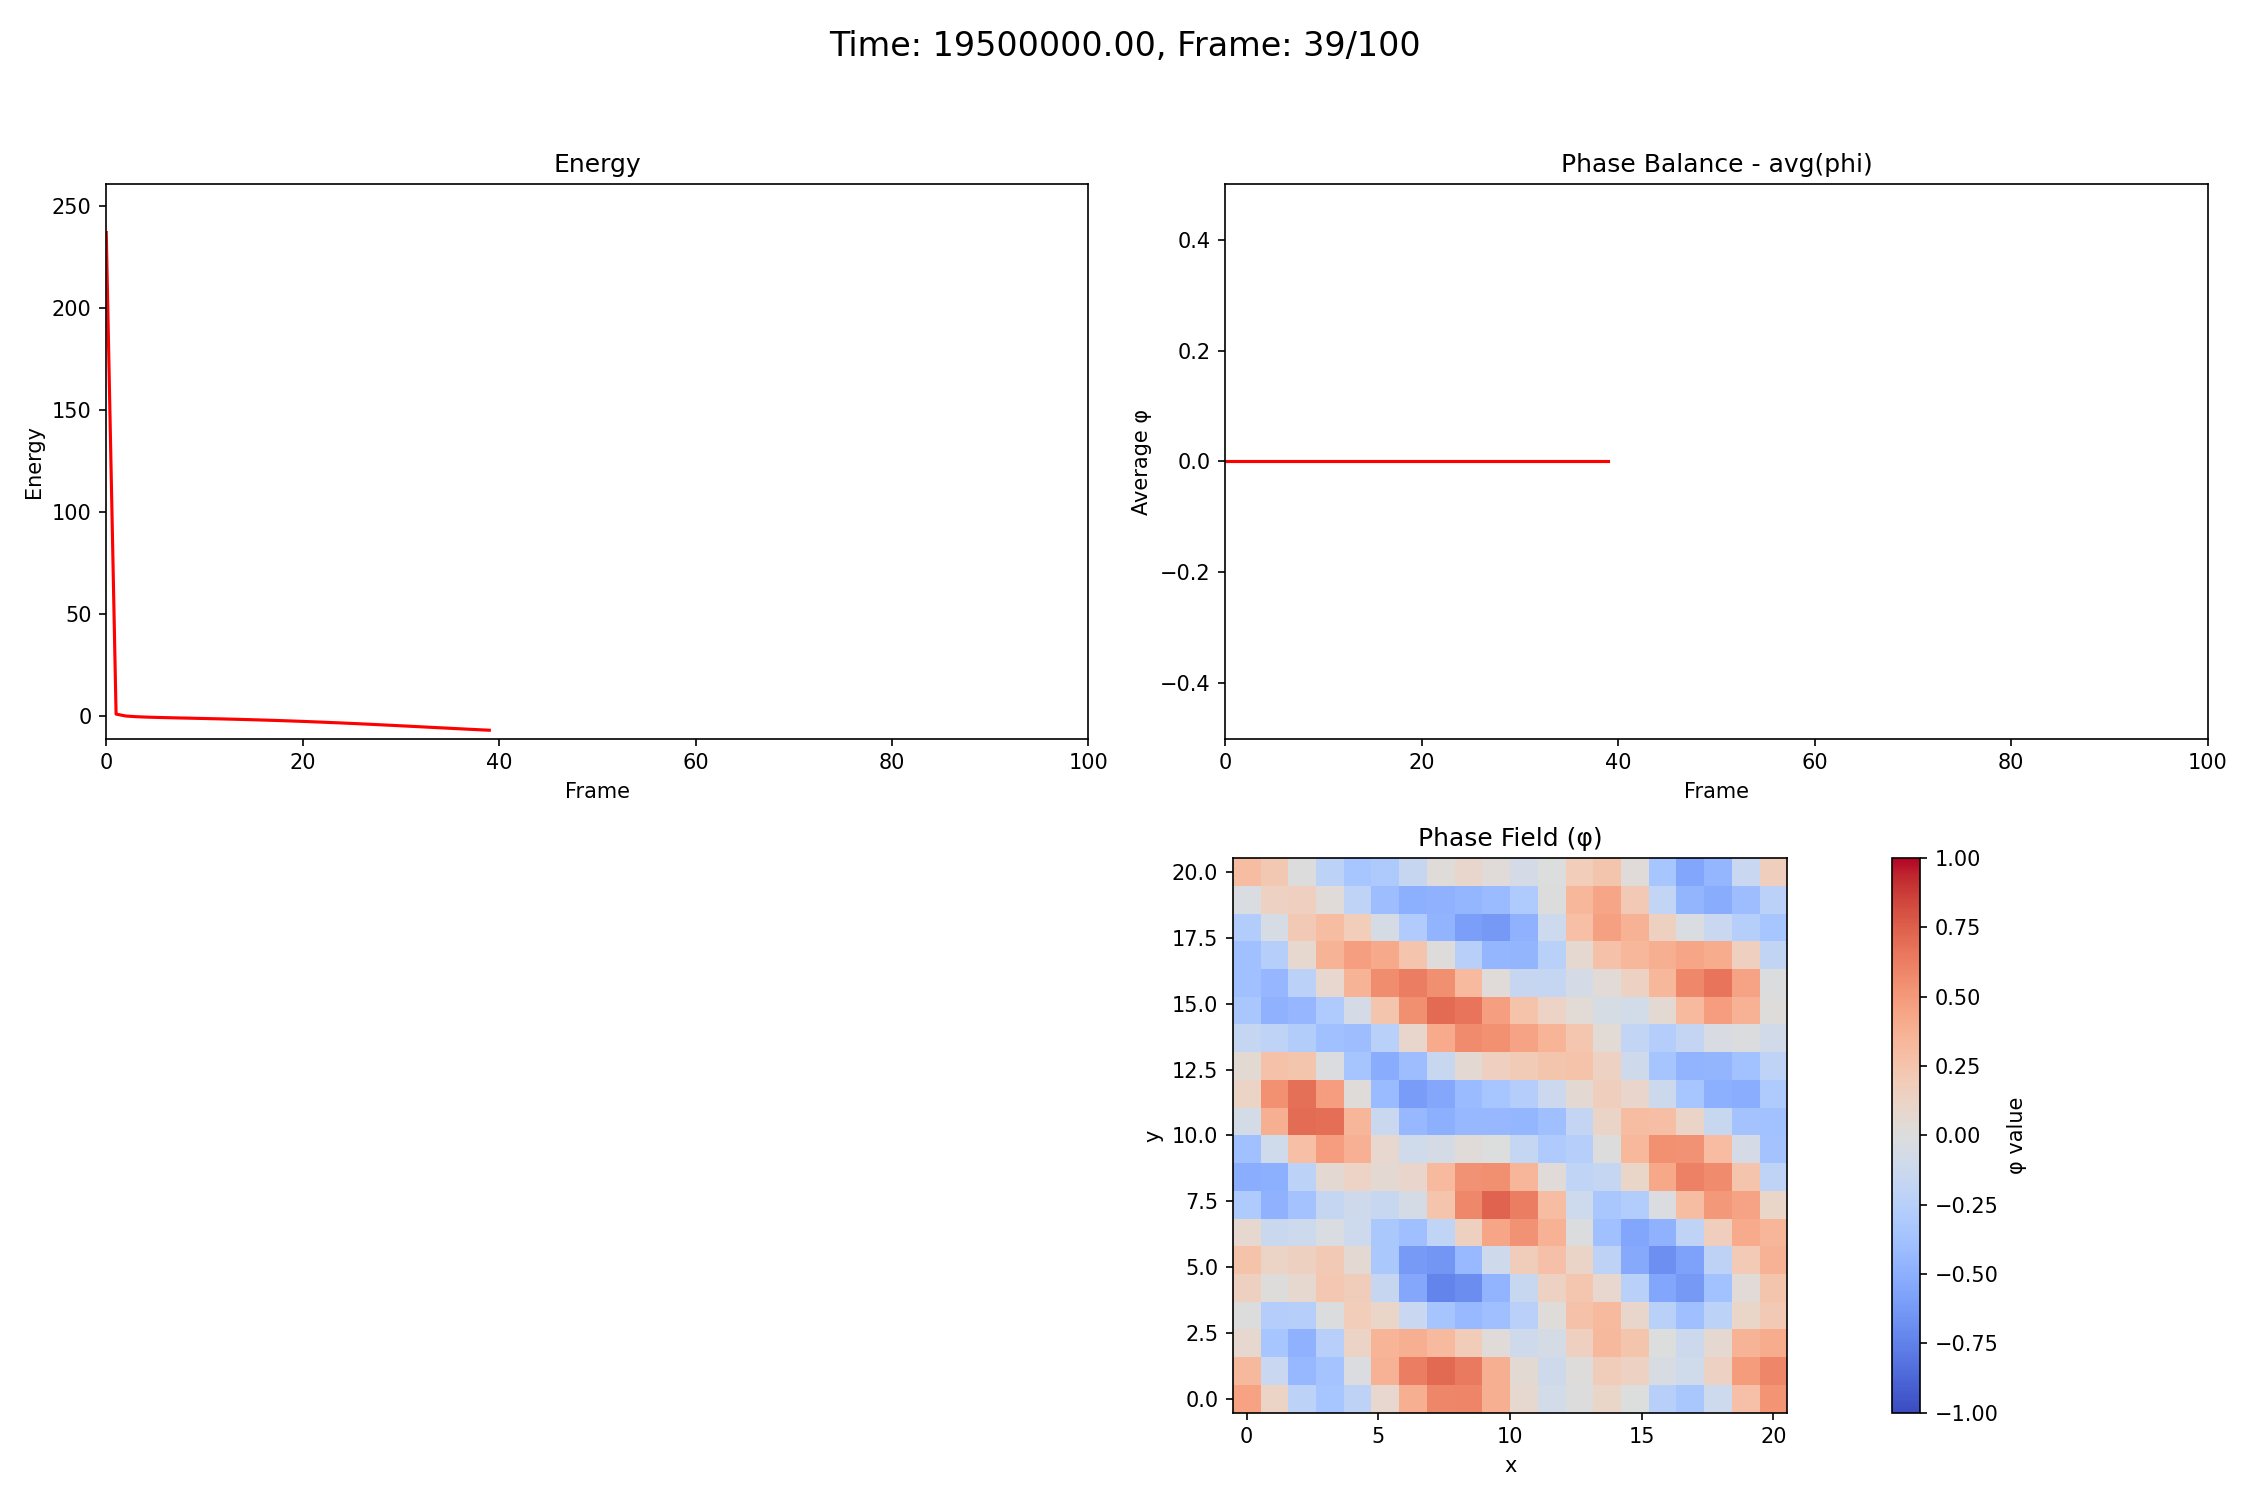 Time: 19500000.00, Frame: 39/100
Energy
250
200
150
100
50
0
Energy
0 20 40 60 80 100
Frame
Phase Balance - avg(phi)
0.4
0.2
0.0
−0.2
−0.4
Average φ
0 20 40 60 80 100
Frame
Phase Field (φ)
20.0
17.5
15.0
12.5
10.0
7.5
5.0
2.5
0.0
y
0 5 10 15 20
x
1.00
0.75
0.50
0.25
0.00
−0.25
−0.50
−0.75
−1.00
φ value